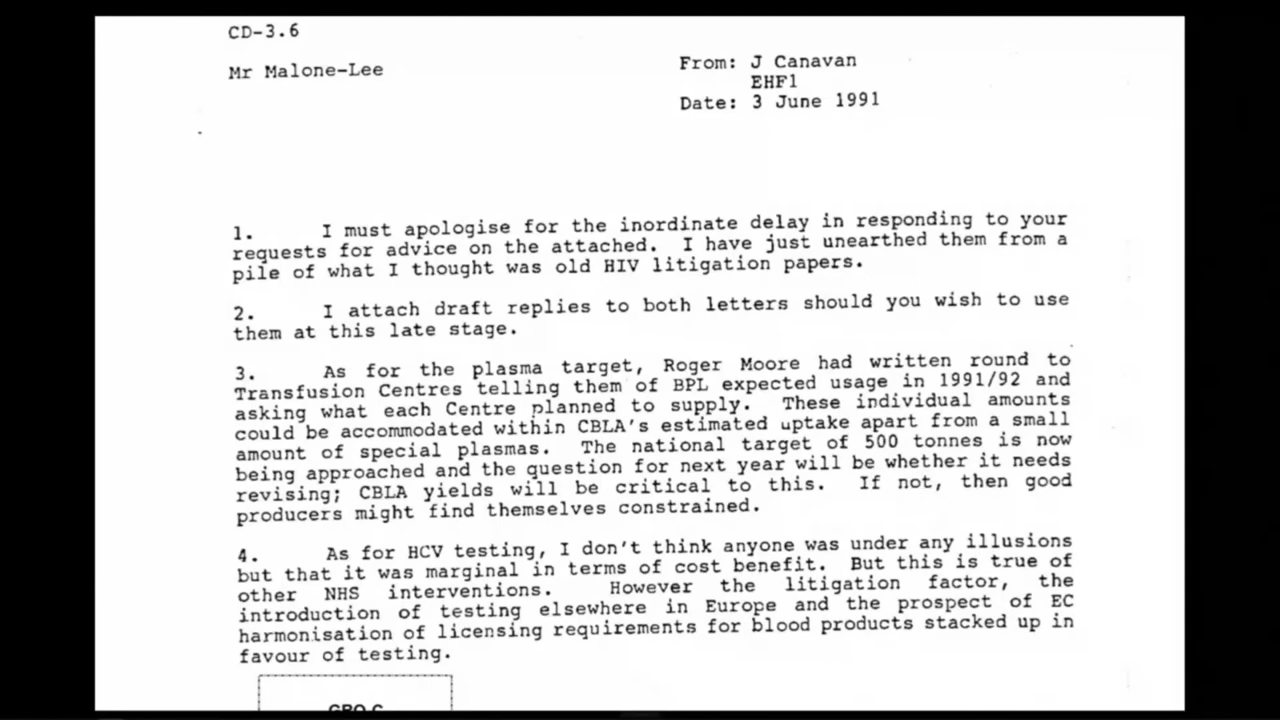 CD-3.6
Mr Malone-Lee
From: J Canavan
EHF1
Date: 3 June 1991
1. I must apologise for the inordinate delay in responding to your
requests for advice on the attached. I have just unearthed them from a
pile of what I thought was old HIV litigation papers.
2. I attach draft replies to both letters should you wish to use
them at this late stage.
3. As for the plasma target, Roger Moore had written round to
Transfusion Centres telling them of BPL expected usage in 1991/92 and
asking what each Centre planned to supply. These individual amounts
could be accommodated within CBLA's estimated uptake apart from a small
amount of special plasmas. The national target of 500 tonnes is now
being approached and the question for next year will be whether it needs
revising; CBLA yields will be critical to this. If not, then good
producers might find themselves constrained.
4. As for HCV testing, I don't think anyone was under any illusions
but that it was marginal in terms of cost benefit. But this is true of
other NHS interventions. However the litigation factor, the
introduction of testing elsewhere in Europe and the prospect of EC
harmonisation of licensing requirements for blood products stacked up in
favour of testing.